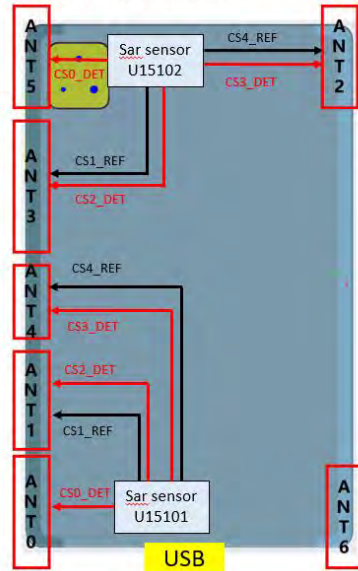 ANT5
Sar sensor
U15102
CS4_REF
ANT2
CS0_DET
CS3_DET
ANT3
CS1_REF
CS2_DET
ANT4
CS4_REF
CS3_DET
ANT1
CS2_DET
CS1_REF
ANT0
CS0_DET
Sar sensor
U15101
ANT6
USB